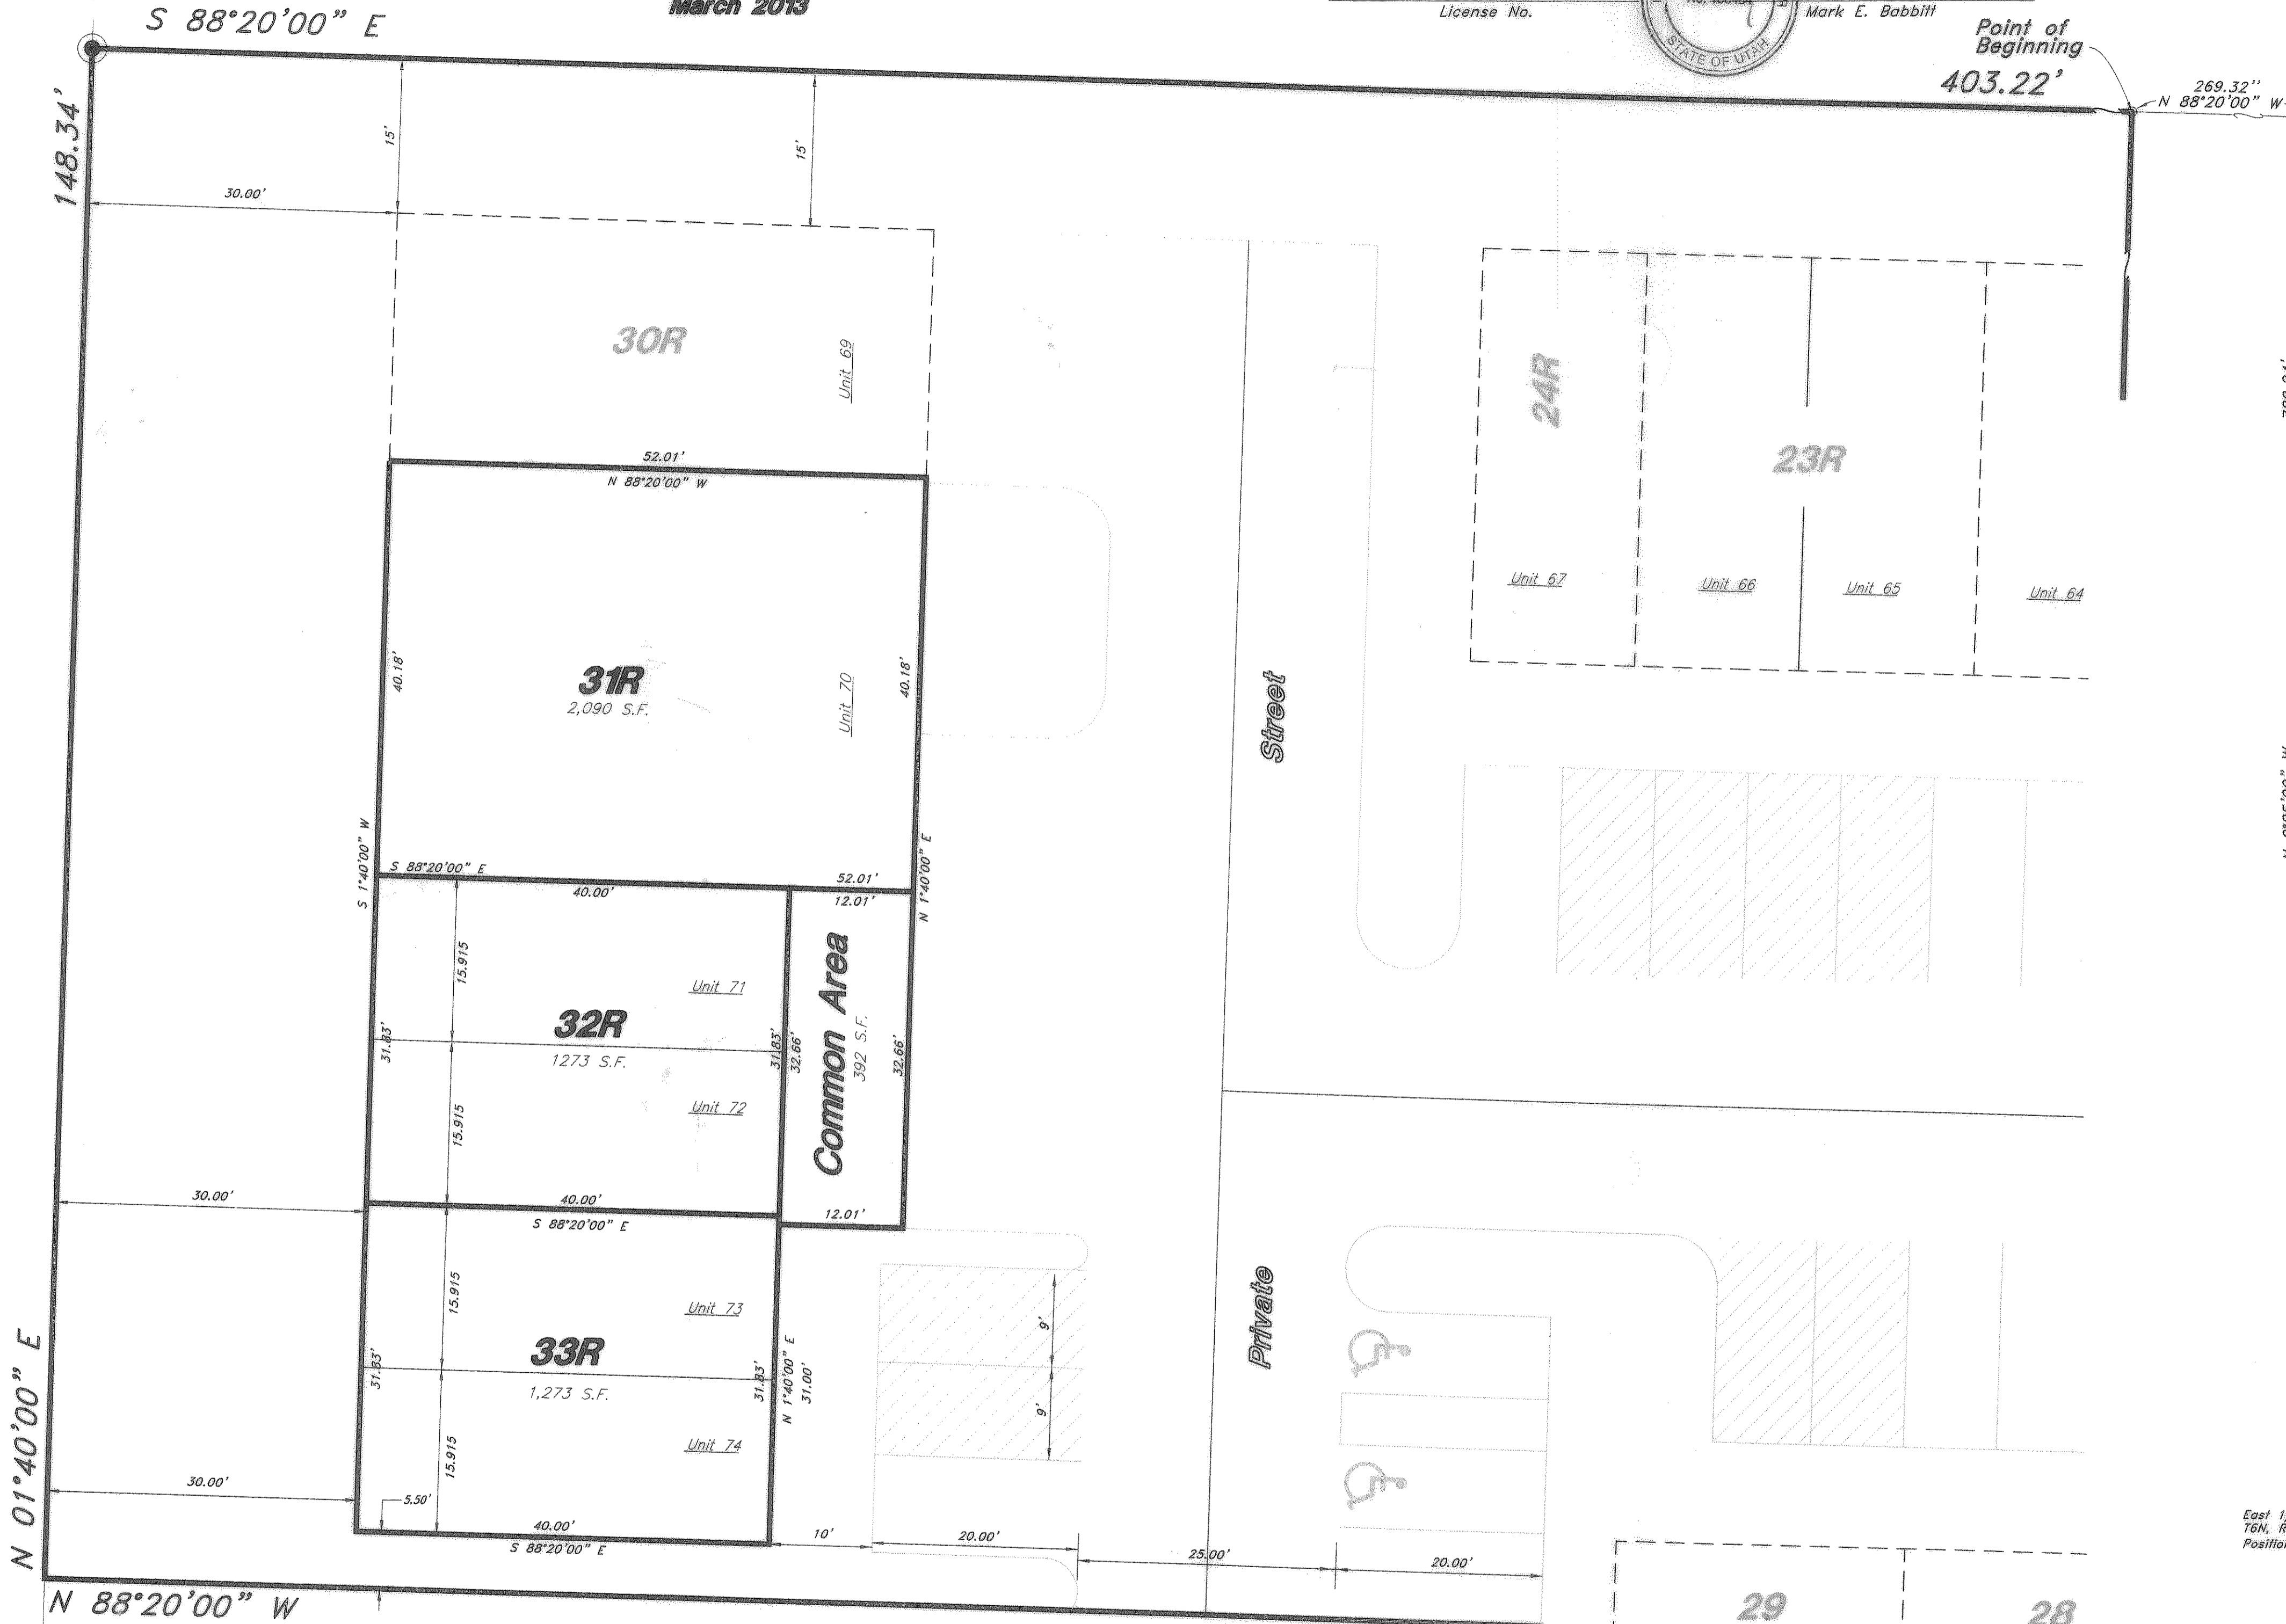 March 2013
License No.
Mark E. Babbitt
STATE OF UTAH
Point of
Beginning
S 88°20'00" E
403.22'
269.32''
N 88°20'00" W
148.34'
15'
15'
30.00'
30R
Unit 69
24R
23R
Unit 67
Unit 66
Unit 65
Unit 64
52.01'
N 88°20'00" W
40.18'
31R
2,090 S.F.
Unit 70
40.18'
Street
S 1°40'00" W
S 88°20'00" E
40.00'
52.01'
12.01'
N 1°40'00" E
15.915
Unit 71
32R
1273 S.F.
31.83'
31.83'
32.66'
Common Area
392 S.F.
32.66'
15.915
Unit 72
30.00'
40.00'
S 88°20'00" E
12.01'
15.915
Unit 73
33R
1,273 S.F.
31.83'
31.83'
N 1°40'00" E
31.00'
9'
9'
Private
15.915
Unit 74
30.00'
5.50'
40.00'
S 88°20'00" E
10'
20.00'
25.00'
20.00'
N 01°40'00" E
N 88°20'00" W
29
28
East
T6N,